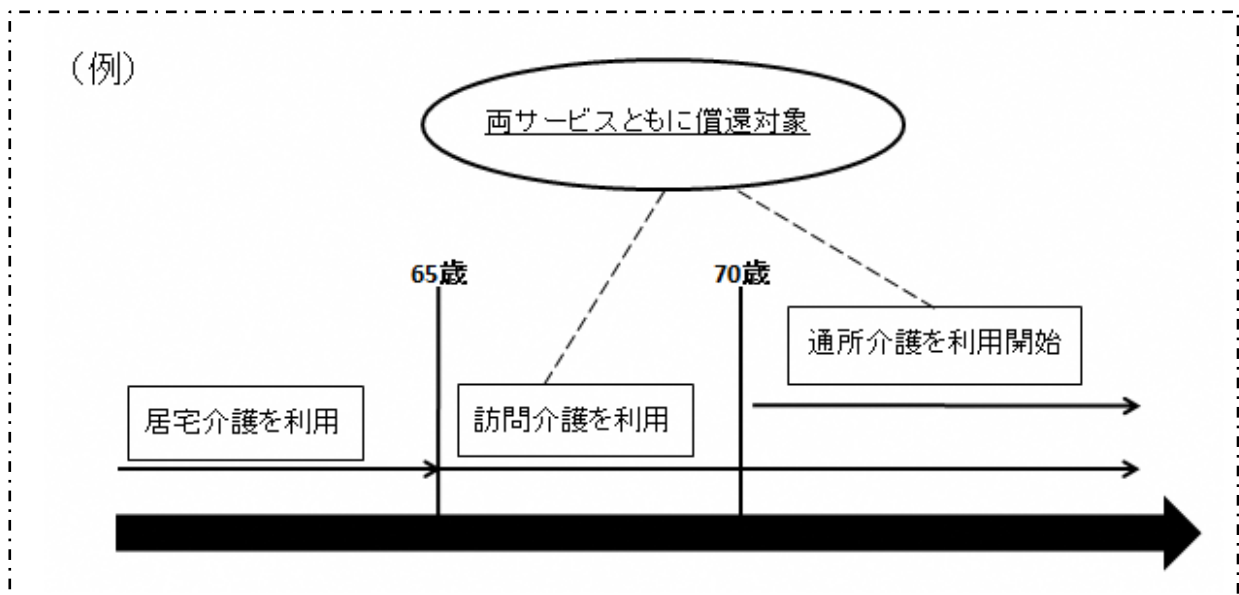 (例)
両サービスともに償還対象
65歳
70歳
通所介護を利用開始
居宅介護を利用
訪問介護を利用